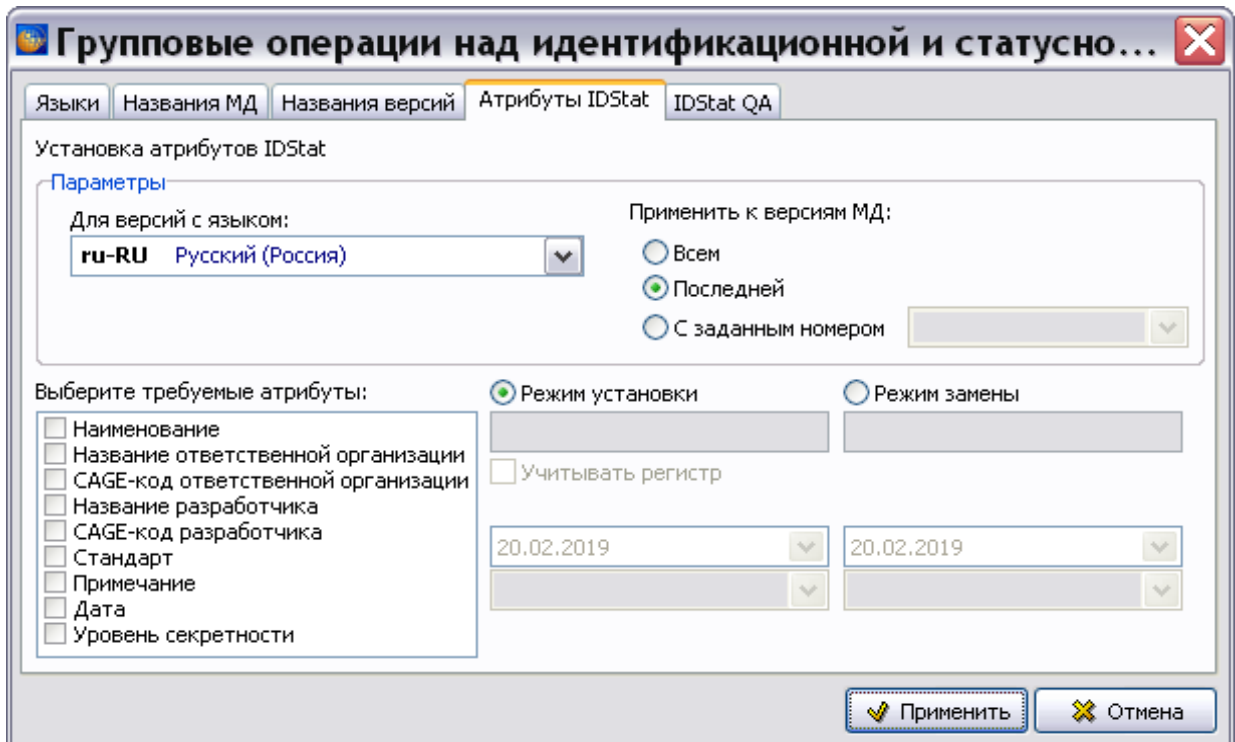 Групповые операции над идентификационной и статусно...
Языки
Названия МД
Названия версий
Атрибуты IDStat
IDStat QA
Установка атрибутов IDStat
Параметры
Для версий с языком:
ru-RU Русский (Россия)
Применить к версиям МД:
Всем
Последней
С заданным номером
Выберите требуемые атрибуты:
Наименование
Название ответственной организации
CAGE-код ответственной организации
Название разработчика
CAGE-код разработчика
Стандарт
Примечание
Дата
Уровень секретности
Режим установки
Режим замены
Учитывать регистр
20.02.2019
20.02.2019
Применить
Отмена